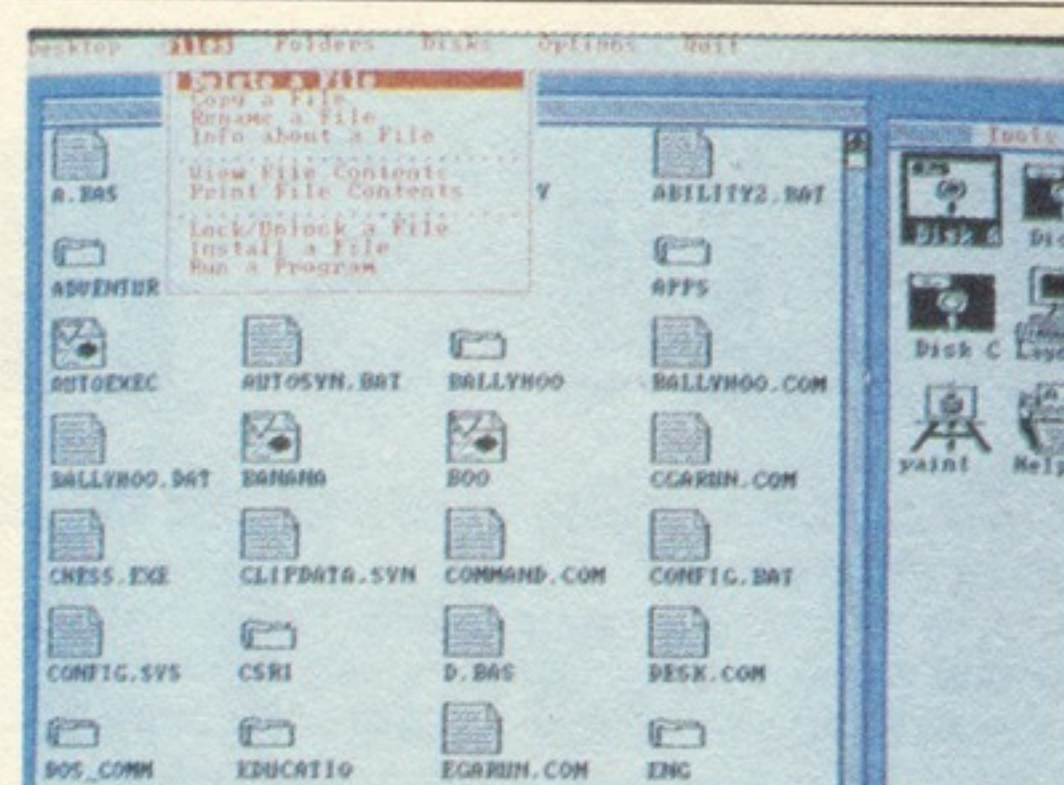 Desktop Files Folders Disks Options Quit
Delete a File
Copy a File
Rename a File
Info about a File
View File Contents
Print File Contents
Lock/Unlock a File
Install a File
Run a Program
A.BAS Y ABILITY2.BAT
ADVENTUR APPS
AUTOEXEC AUTOSYN.BAT BALLYHOO BALLYHOO.COM
BALLYHOO.DAT BANANA BOO CGARUN.COM
CHESS.EXE CLIPDATA.SYN COMMAND.COM CONFIG.BAT
CONFIG.SYS CSRI D.BAS DESK.COM
DOS_COMM EDUCATIO EGARUN.COM ENG
Tools
Disk A
Disk C
yaint Help